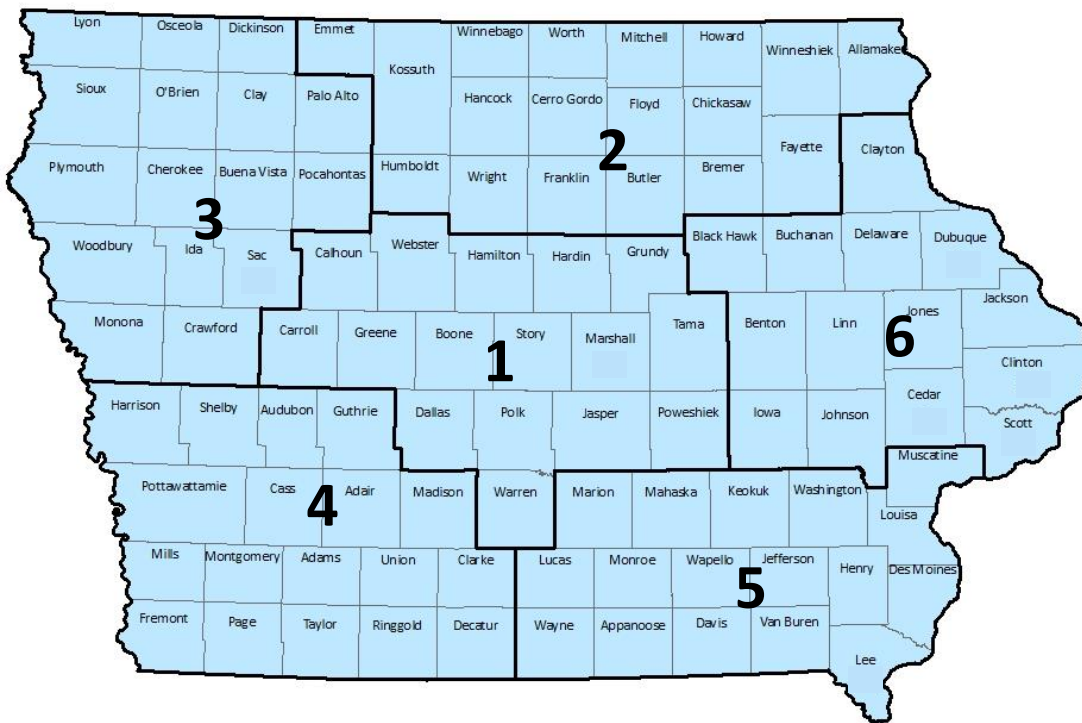 Lyon Osceola Dickinson Emmet Winnebago Worth Mitchell Howard Winneshiek Allamakee
Kossuth
Sioux O'Brien Clay Palo Alto Hancock Cerro Gordo Floyd Chickasaw
2
Plymouth Cherokee Buena Vista Pocahontas Humboldt Wright Franklin Butler Bremer Fayette Clayton
3
Woodbury Ida Sac Calhoun Webster Hamilton Hardin Grundy Black Hawk Buchanan Delaware Dubuque
Monona Crawford Carroll Greene Boone Story Marshall Tama Benton Linn Jones Jackson
1 6
Harrison Shelby Audubon Guthrie Dallas Polk Jasper Poweshiek Iowa Johnson Cedar Clinton
Scott
Muscatine
Pottawattamie Cass Adair Madison Warren Marion Mahaska Keokuk Washington
4 Louisa
Mills Montgomery Adams Union Clarke Lucas Monroe Wapello Jefferson Henry Des Moines
5
Fremont Page Taylor Ringgold Decatur Wayne Appanoose Davis Van Buren
Lee